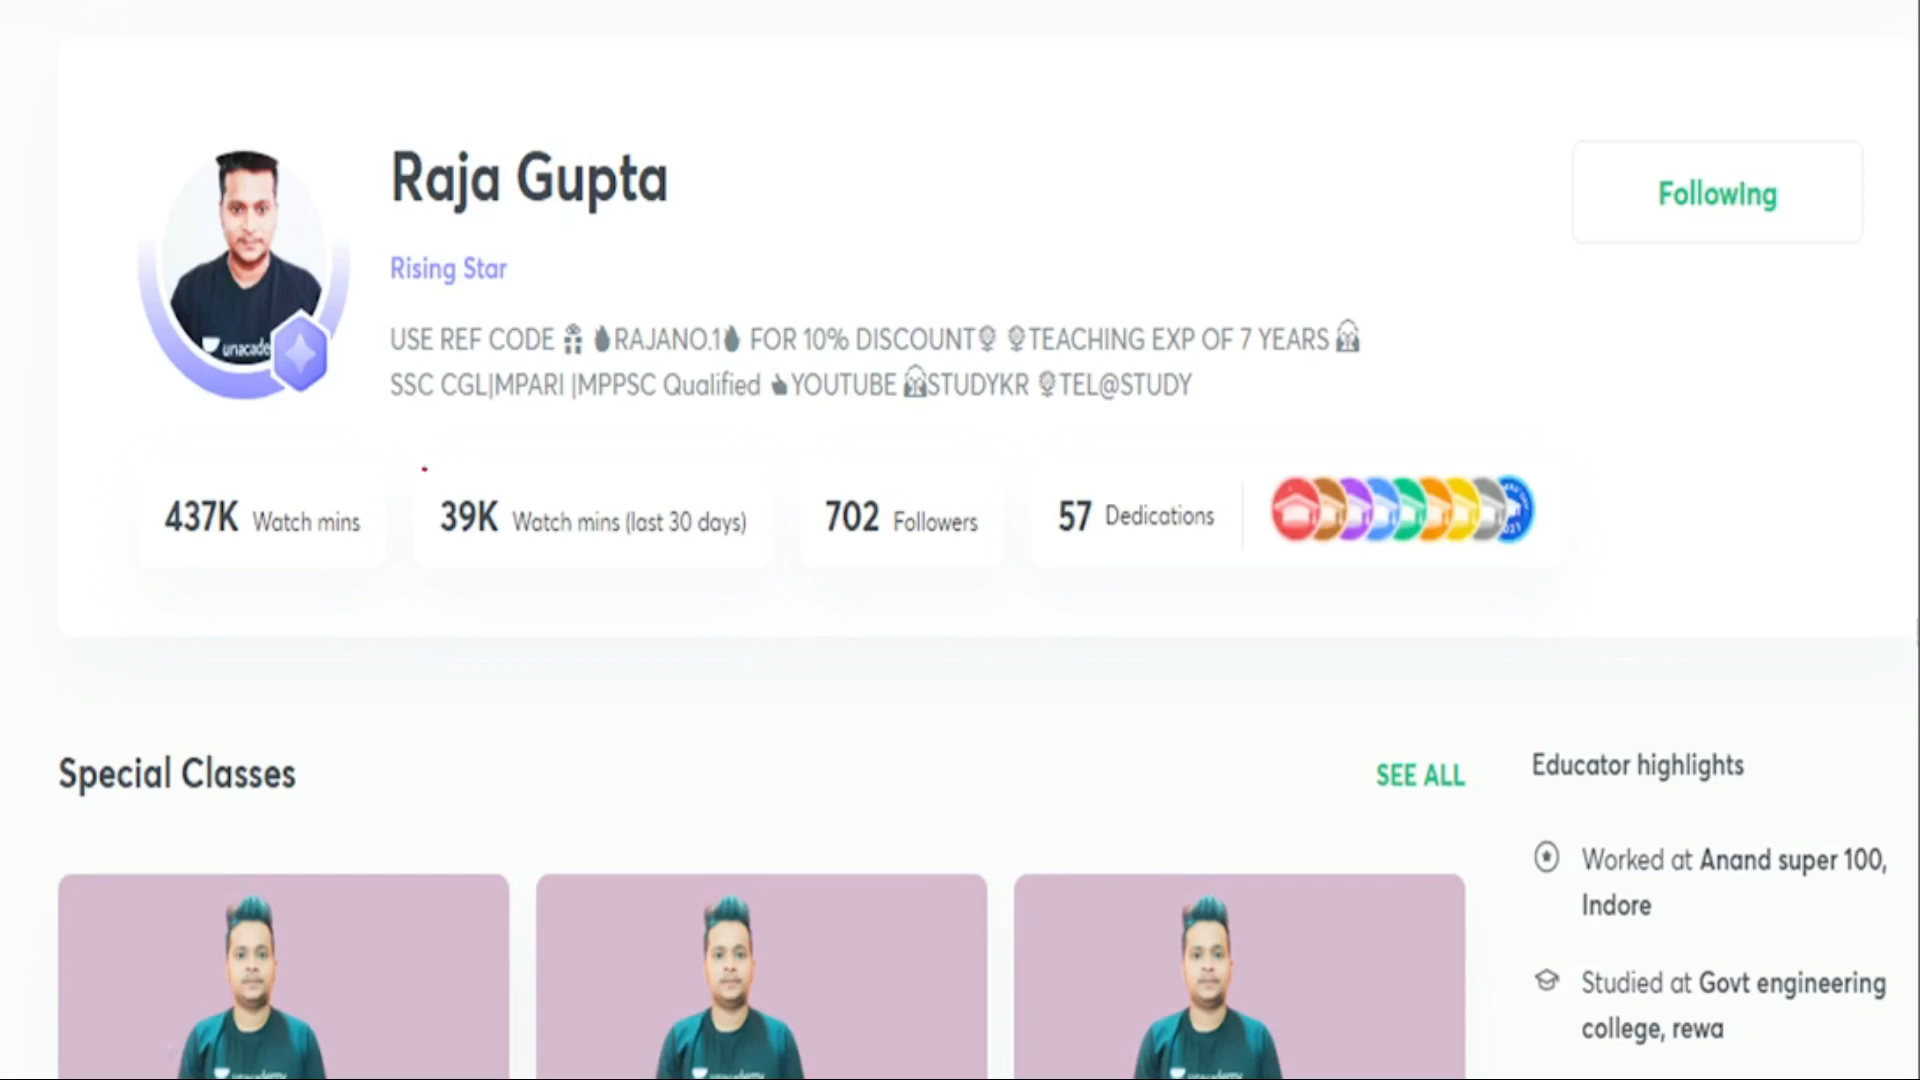 Raja Gupta
Following
Rising Star
USE REF CODE RAJANO.1 FOR 10% DISCOUNT TEACHING EXP OF 7 YEARS
SSC CGL|MPARI |MPPSC Qualified YOUTUBE STUDYKR TEL@STUDY
437K Watch mins
39K Watch mins (last 30 days)
702 Followers
57 Dedications
Special Classes
SEE ALL
Educator highlights
Worked at Anand super 100,
Indore
Studied at Govt engineering
college, rewa